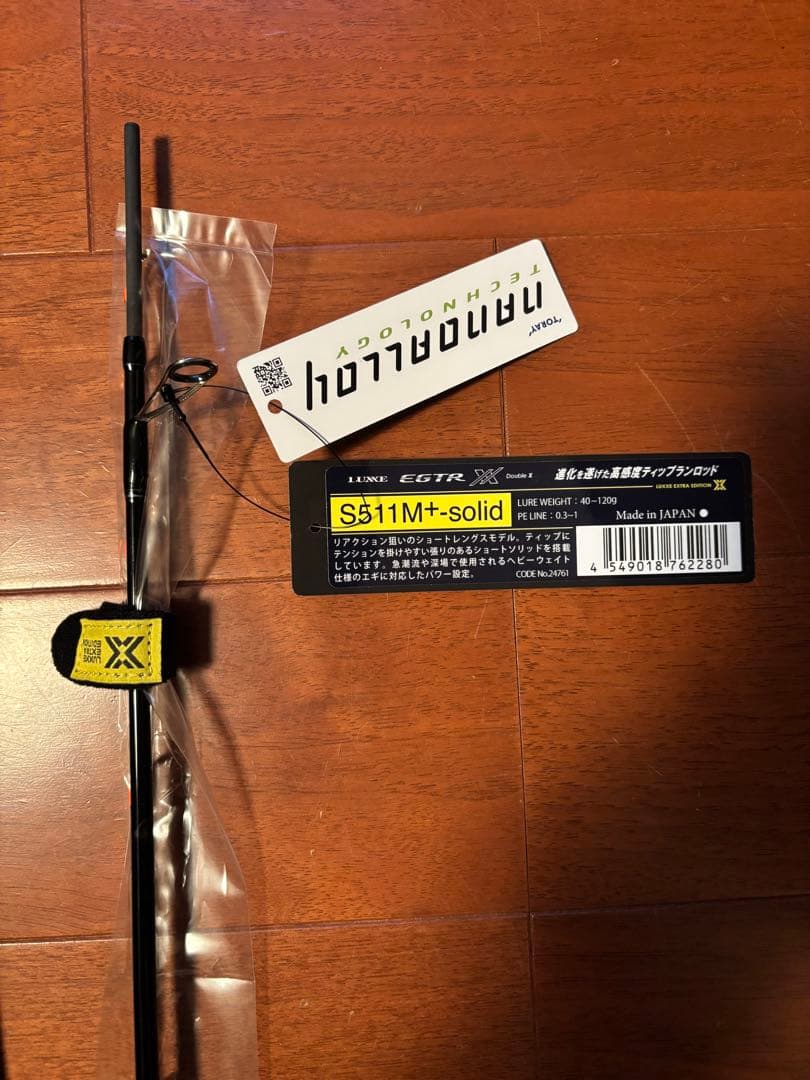 'TORAY'
nanoalloy
TECHNOLOGY
LUXXE EGTR XX Double X 進化を遂げた高感度ティップランロッド
LUXXE EXTRA EDITION XX
S511M+-solid
LURE WEIGHT：40~120g
PE LINE：0.3~1
Made in JAPAN
リアクション狙いのショートレングスモデル。ティップに
テンションを掛けやすい張りのあるショートソリッドを搭載
しています。急潮流や深場で使用されるヘビーウェイト
仕様のエギに対応したパワー設定。
CODE No.24761
4 549018 762280
XX
LUXXE
EXTRA
EDITION